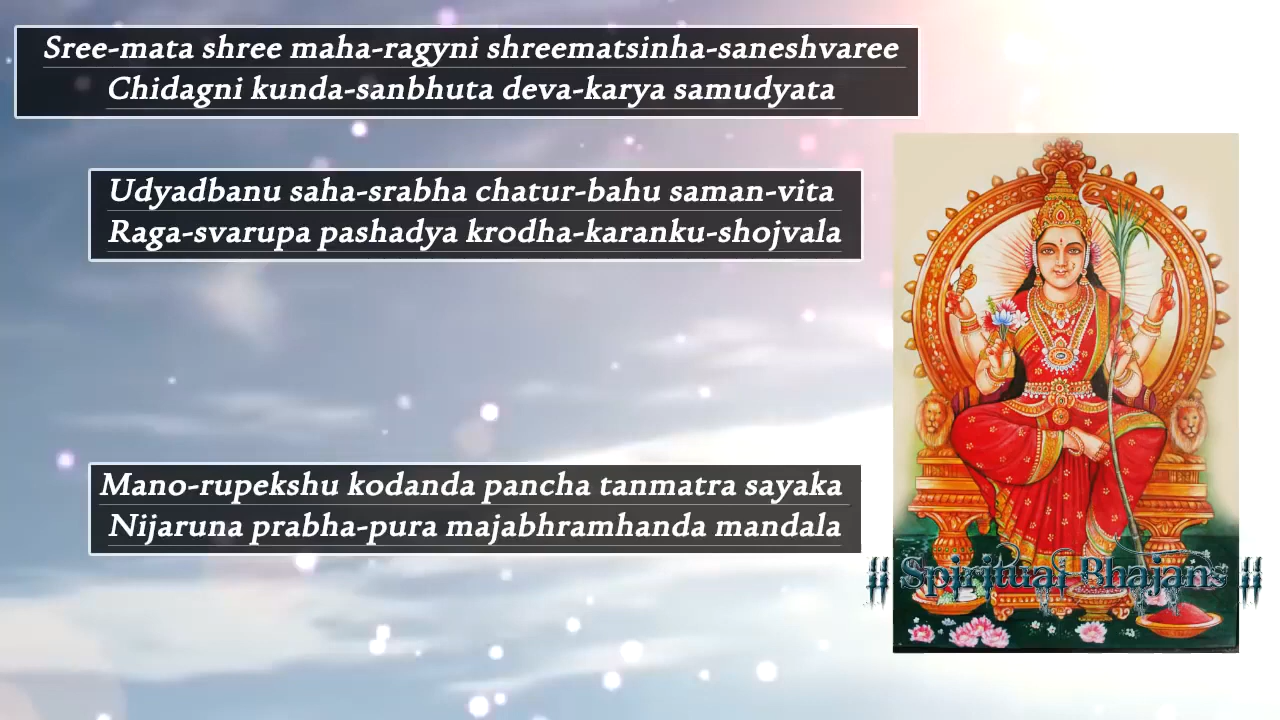 Sree-mata shree maha-ragyni shreematsinha-saneshvaree
Chidagni kunda-sanbhuta deva-karya samudyata
Udyadbanu saha-srabha chatur-bahu saman-vita
Raga-svarupa pashadya krodha-karanku-shojvala
Mano-rupekshu kodanda pancha tanmatra sayaka
Nijaruna prabha-pura majabhramhanda mandala
॥ Spiritual Bhajans ॥